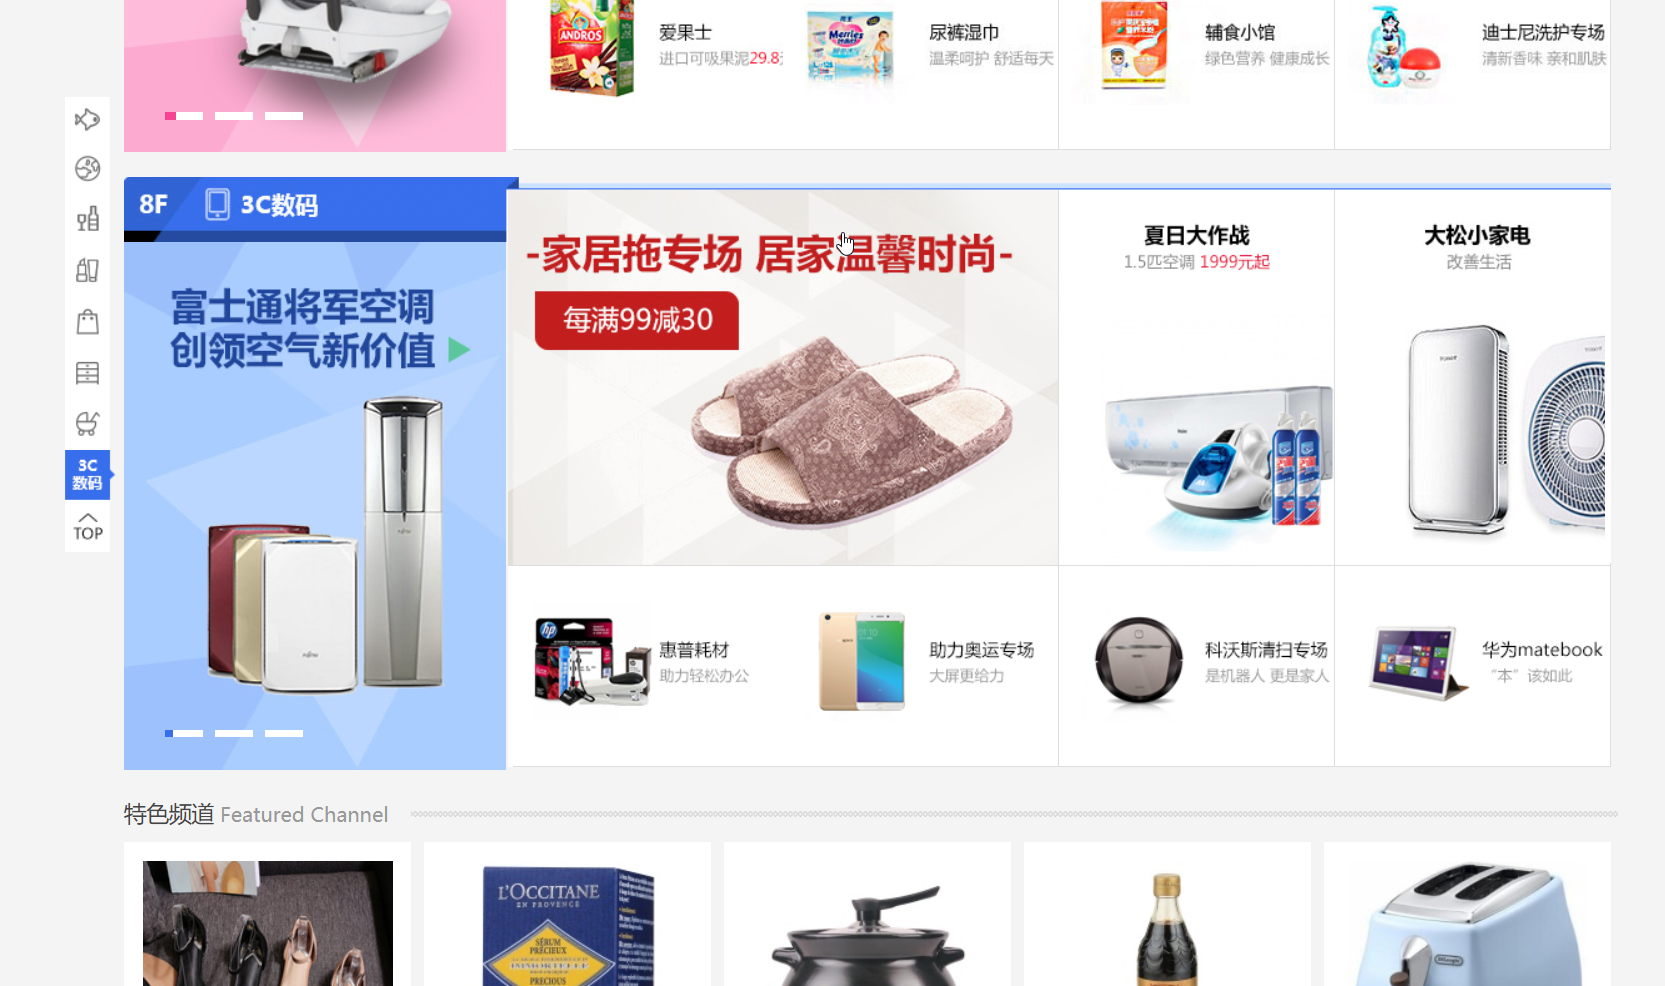 ANDROS
爱果士
进口可吸果泥29.8
Merries
尿裤湿巾
温柔呵护 舒适每天
辅食小馆
绿色营养 健康成长
迪士尼洗护专场
清新香味 亲和肌肤
8F 3C数码
富士通将军空调
创领空气新价值
-家居拖专场 居家温馨时尚-
每满99减30
夏日大作战
1.5匹空调 1999元起
大松小家电
改善生活
3C
数码
TOP
hp
惠普耗材
助力轻松办公
助力奥运专场
大屏更给力
科沃斯清扫专场
是机器人 更是家人
华为matebook
“本”该如此
特色频道 Featured Channel
L'OCCITANE
EN PROVENCE
SÉRUM
PRÉCIEUX
IMMORTELLE
PRECIOUS
DeLonghi